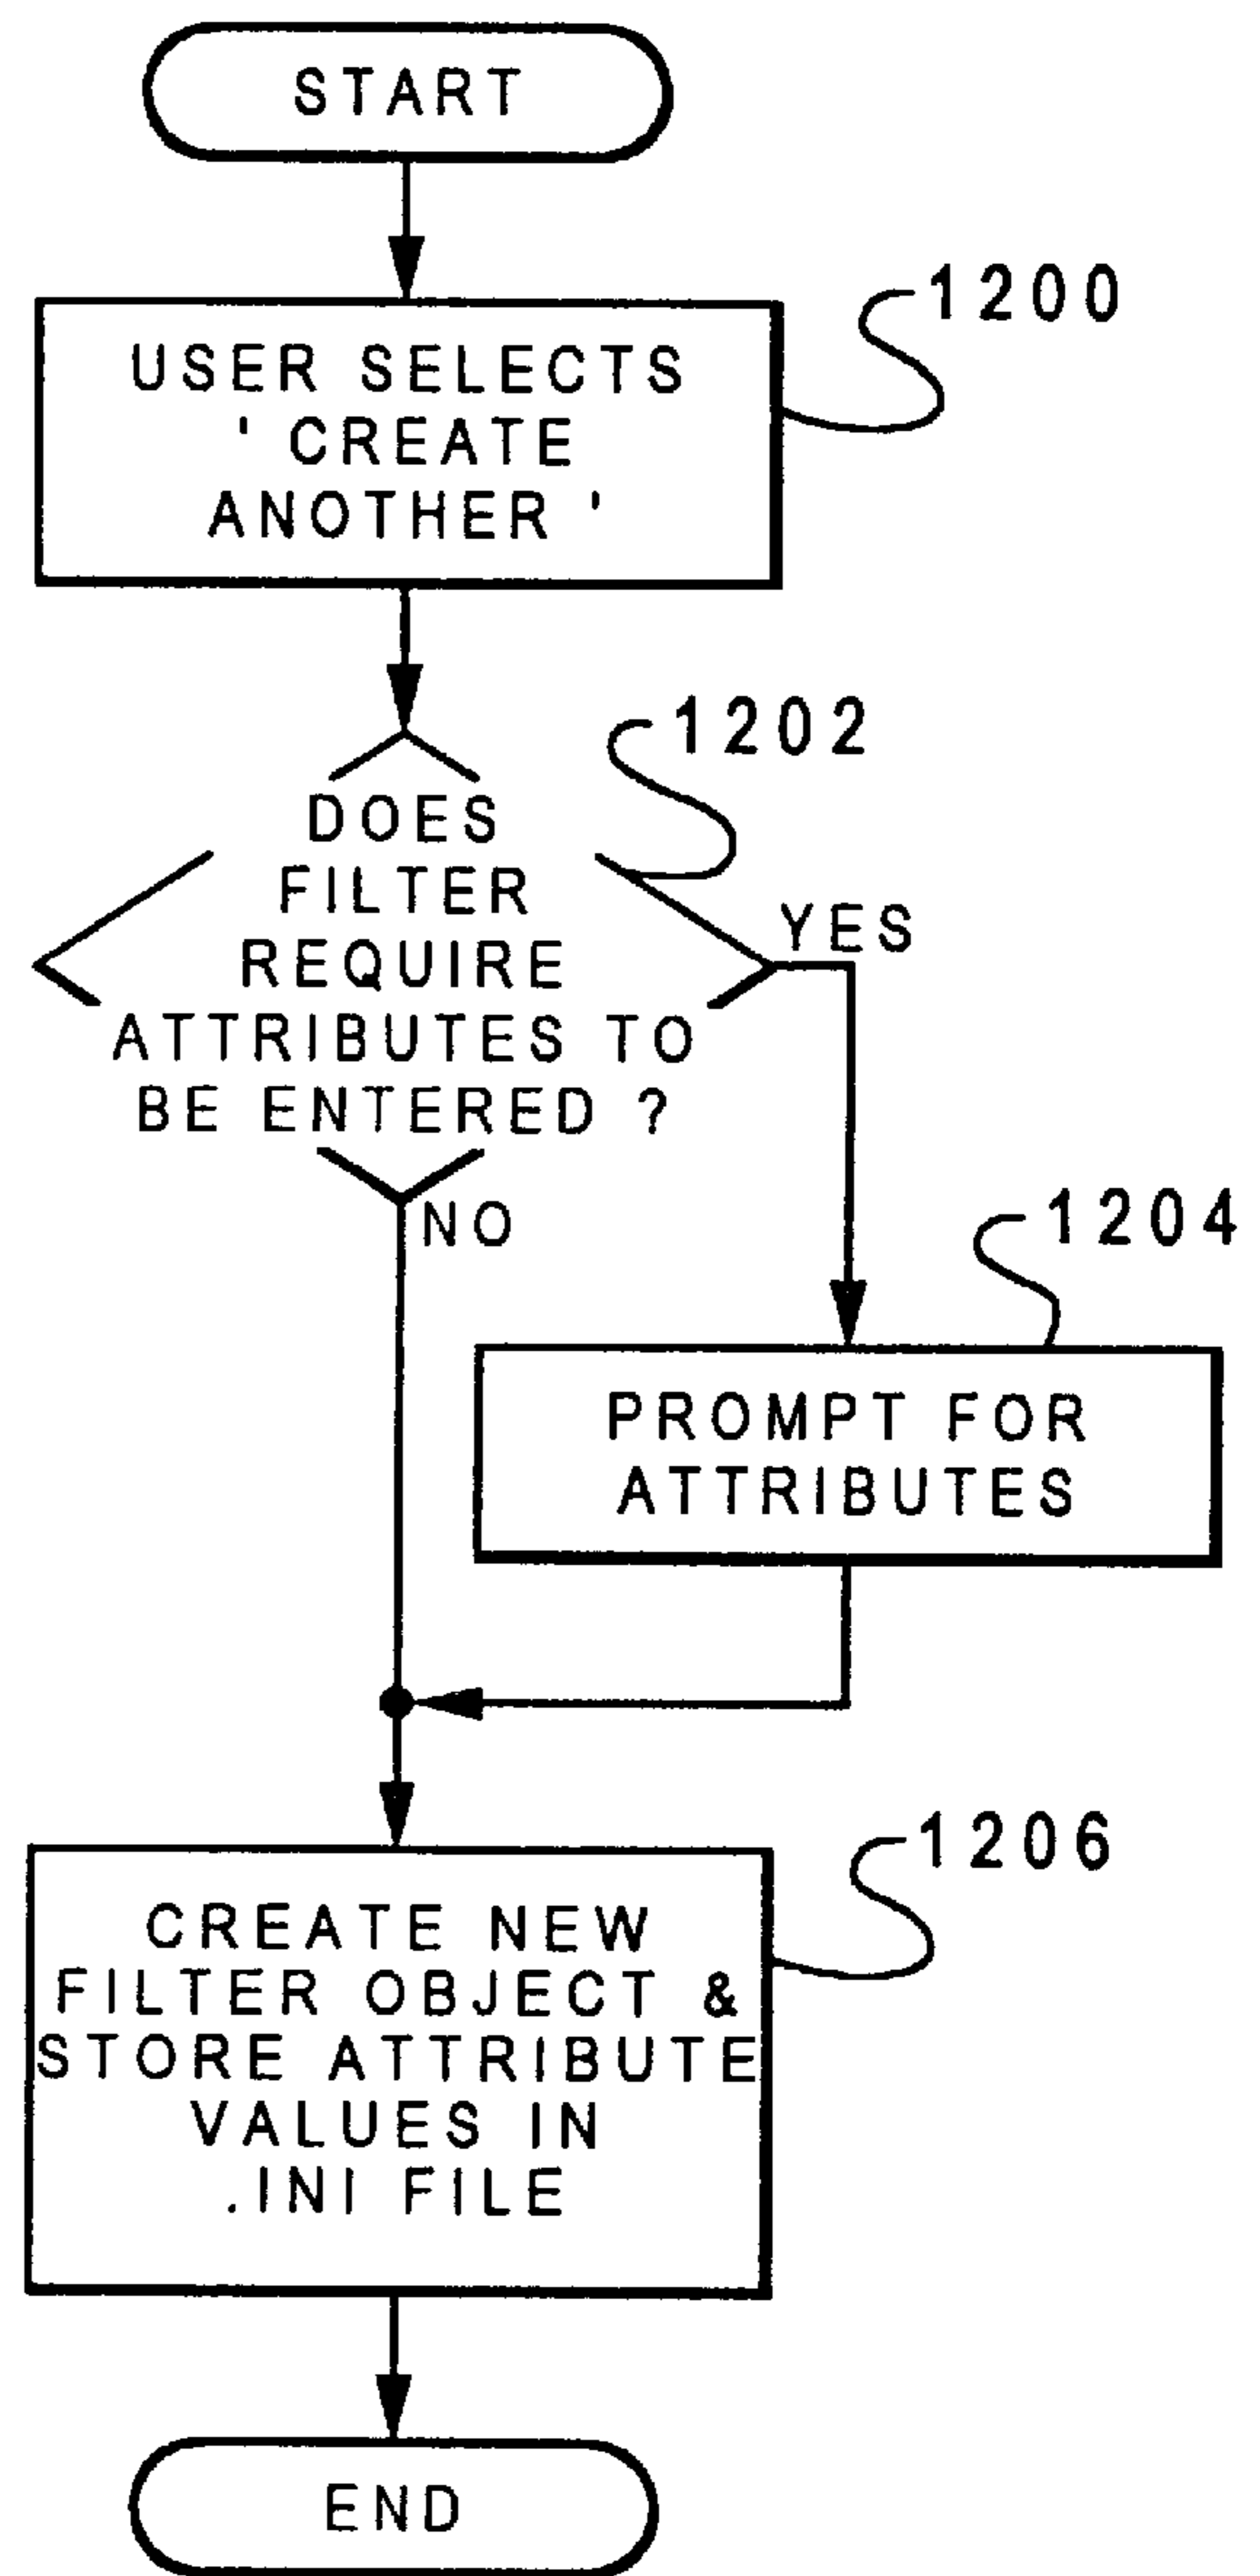 START
1200
USER SELECTS
' CREATE
ANOTHER '
1202
DOES
FILTER
REQUIRE
ATTRIBUTES TO
BE ENTERED ?
YES
NO
1204
PROMPT FOR
ATTRIBUTES
1206
CREATE NEW
FILTER OBJECT &
STORE ATTRIBUTE
VALUES IN
.INI FILE
END